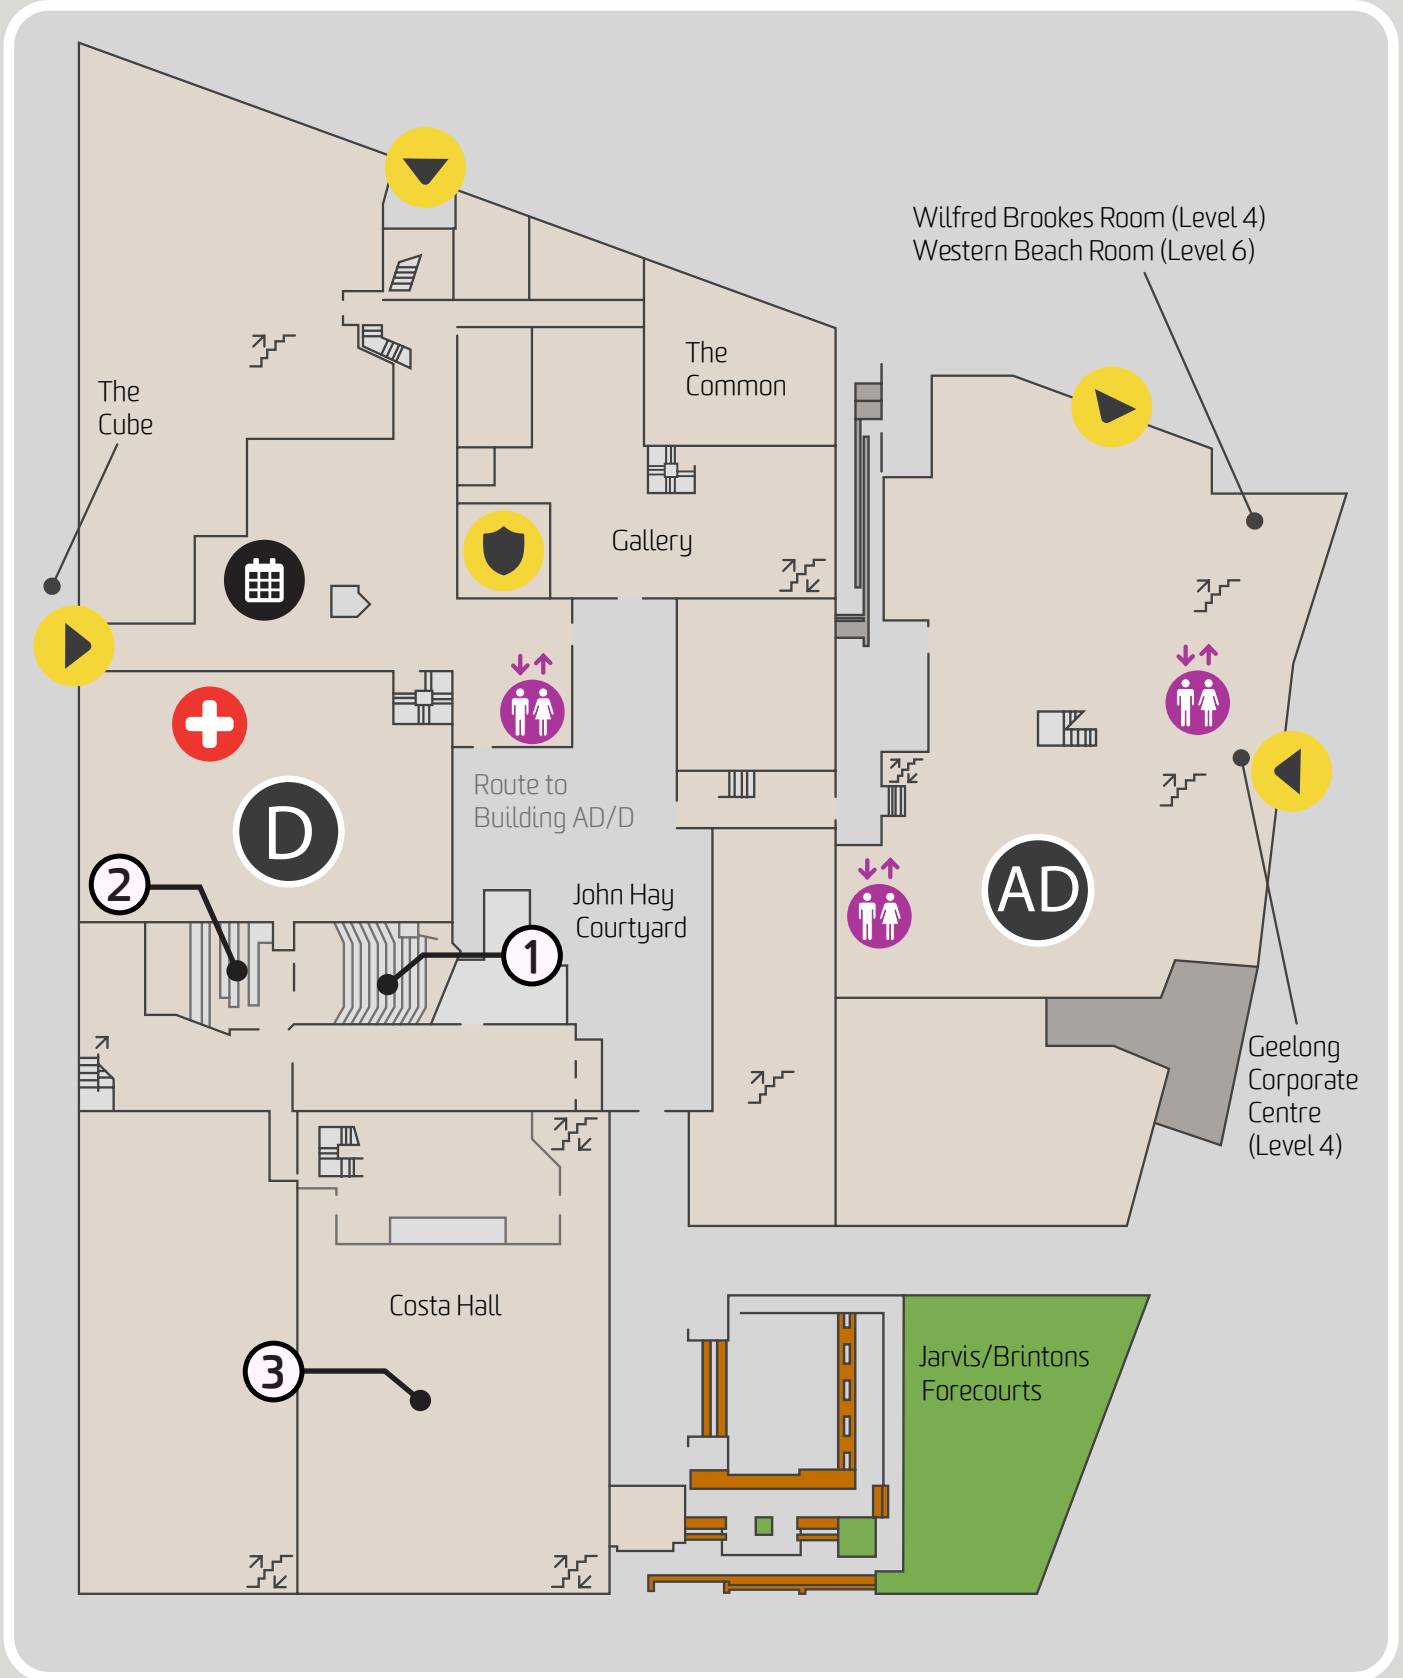 Wilfred Brookes Room (Level 4)
Western Beach Room (Level 6)
The
Common
The
Cube
Gallery
Route to
Building AD/D
D
2
John Hay
Courtyard
AD
1
Geelong
Corporate
Centre
(Level 4)
Costa Hall
3
Jarvis/Brintons
Forecourts